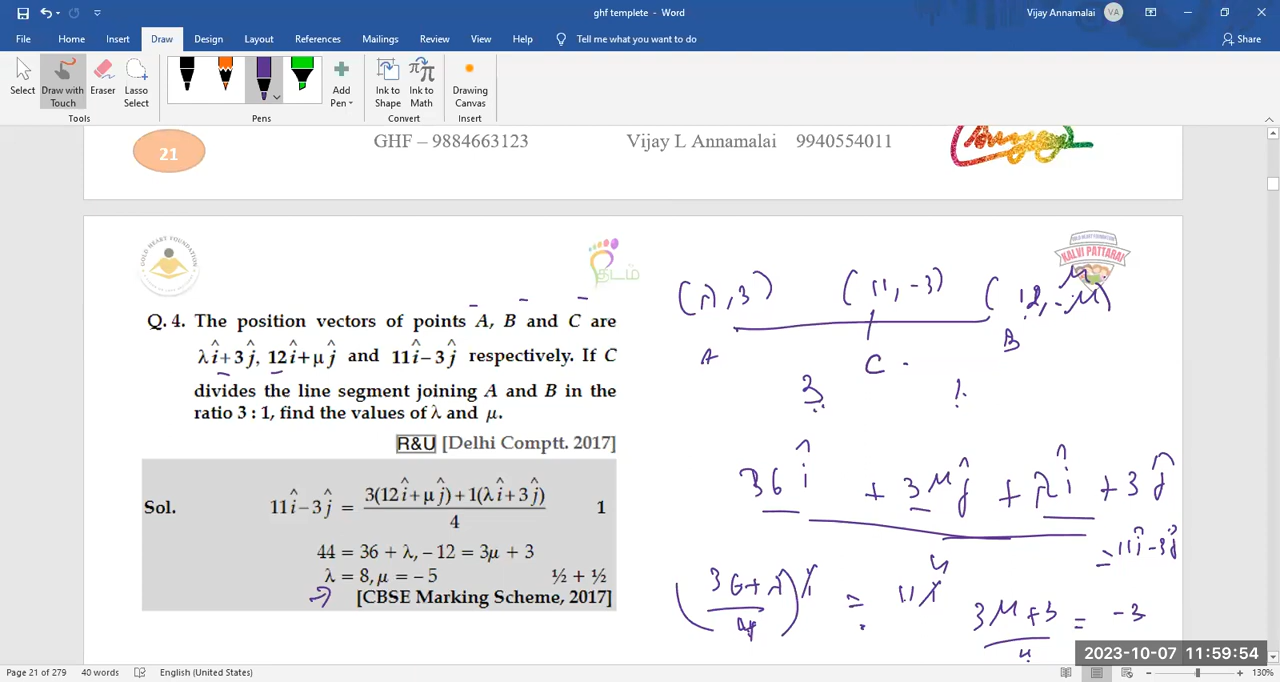 ghf templete - Word
Vijay Annamalai VA
File Home Insert Draw Design Layout References Mailings Review View Help Tell me what you want to do Share
Select Draw with Touch Eraser Lasso Select Add Pen Ink to Shape Ink to Math Drawing Canvas
Tools Pens Convert Insert
21 GHF – 9884663123 Vijay L Annamalai 9940554011
GOLD HEART FOUNDATION
தடம்
KALVI PATTARAI
(λ, 3) (11, -3) (12, μ)
A C B
3 1
Q. 4. The position vectors of points A, B and C are
λî + 3ĵ, 12î + μĵ and 11î – 3ĵ respectively. If C
divides the line segment joining A and B in the
ratio 3 : 1, find the values of λ and μ.
R&U [Delhi Comptt. 2017]
Sol. 11î – 3ĵ = 3(12î + μĵ) + 1(λî + 3ĵ) / 4 1
44 = 36 + λ, – 12 = 3μ + 3
λ = 8, μ = – 5 ½ + ½
[CBSE Marking Scheme, 2017]
36î + 3μĵ + λî + 3ĵ
4
= 11î - 3ĵ
(36 + λ / 4) î = 11î
3μ + 3 / 4 = -3
2023-10-07 11:59:54
Page 21 of 279 40 words English (United States) 130%